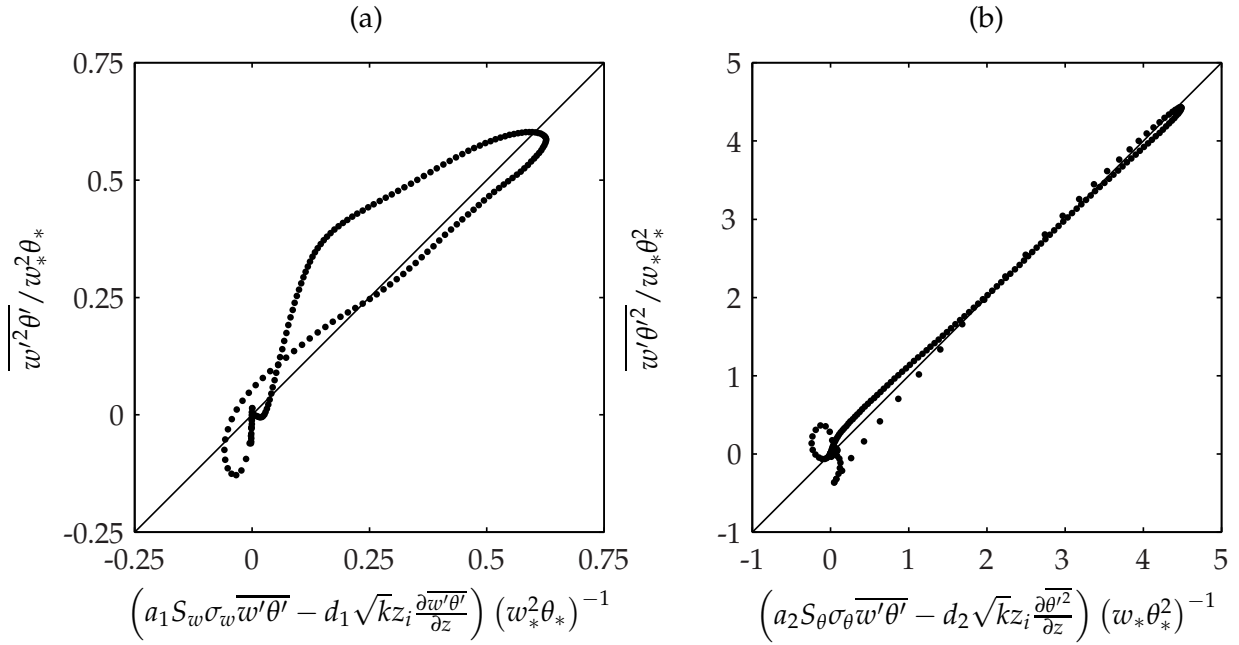 (a)
(b)
0.75
0.5
0.25
0
-0.25
-0.25 0 0.25 0.5 0.75
$\overline{w'^2\theta'}/w_*^2\theta_*$
$\left(a_1 S_w \sigma_w \overline{w'\theta'} - d_1 \sqrt{k} z_i \frac{\partial \overline{w'\theta'}}{\partial z}\right) \left(w_*^2 \theta_*\right)^{-1}$
5
4
3
2
1
0
-1
-1 0 1 2 3 4 5
$\overline{w'\theta'^2}/w_*\theta_*^2$
$\left(a_2 S_\theta \sigma_\theta \overline{w'\theta'} - d_2 \sqrt{k} z_i \frac{\partial \overline{\theta'^2}}{\partial z}\right) \left(w_* \theta_*^2\right)^{-1}$